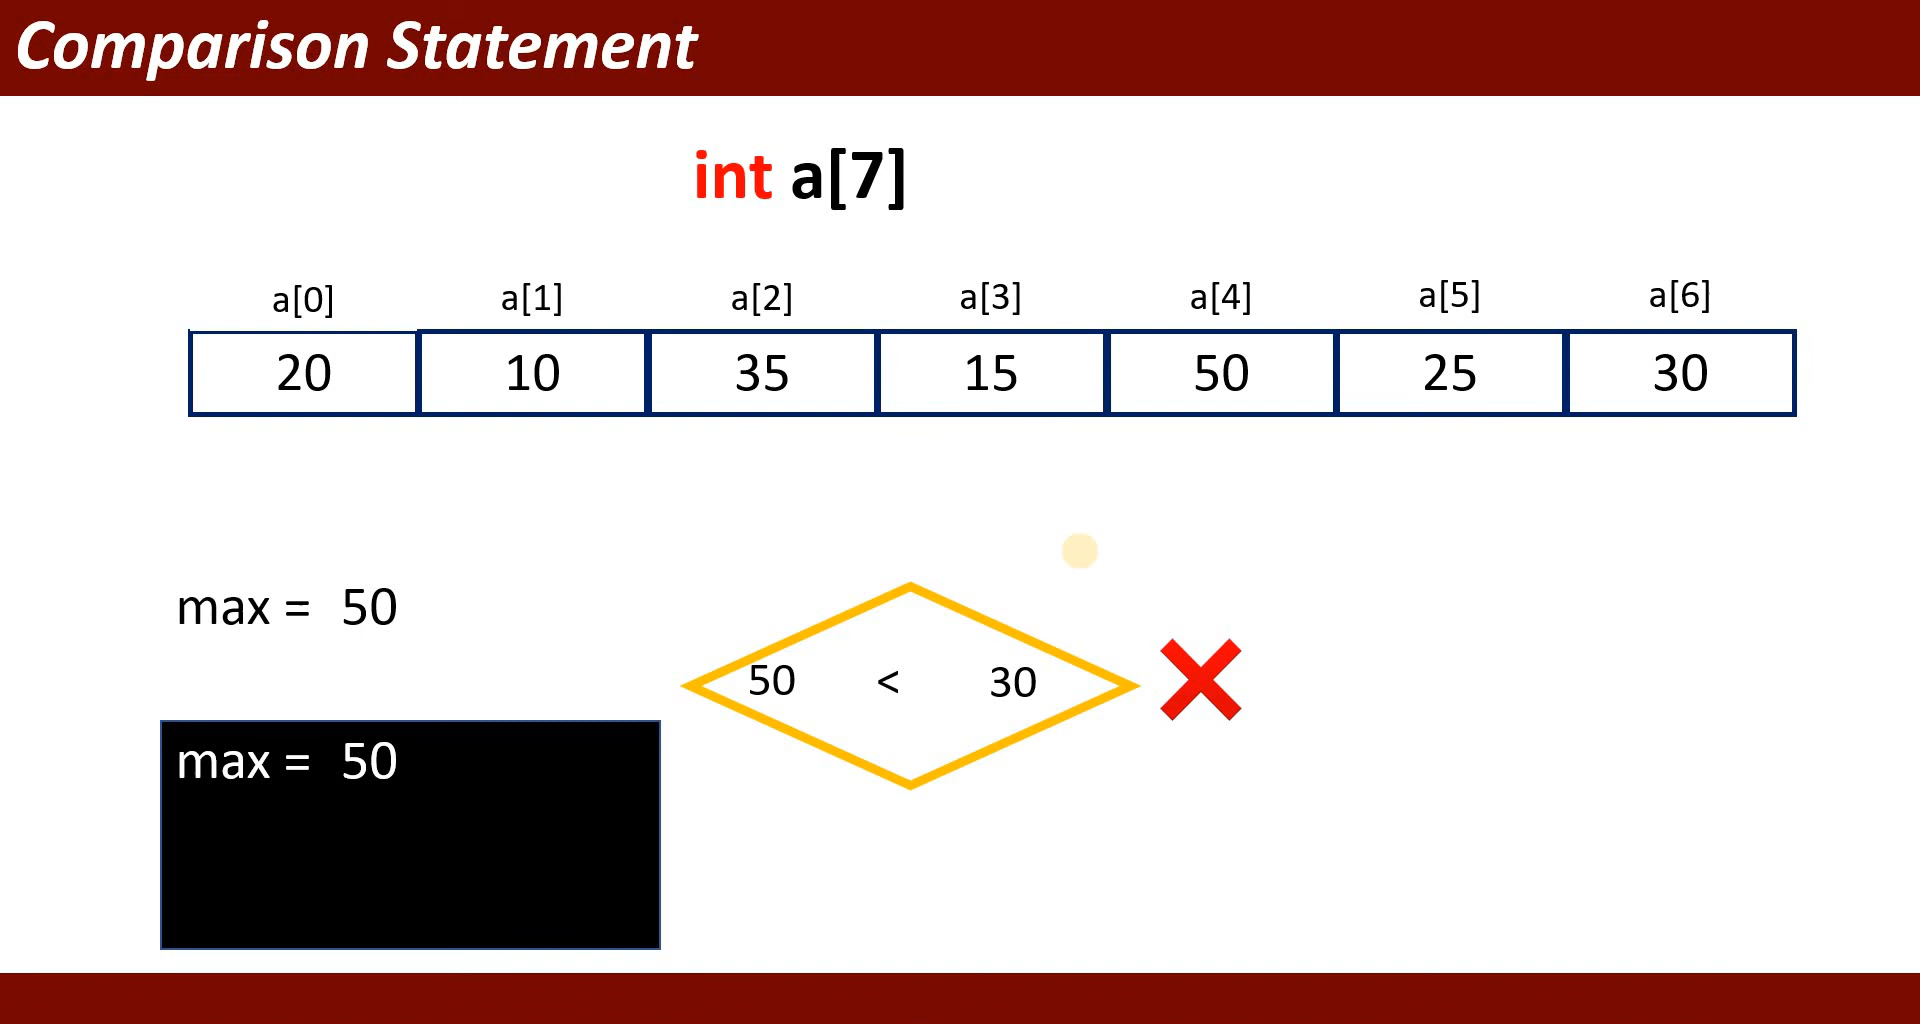 Comparison Statement
int a[7]
a[0] a[1] a[2] a[3] a[4] a[5] a[6]
20 10 35 15 50 25 30
max = 50
50 < 30
max = 50